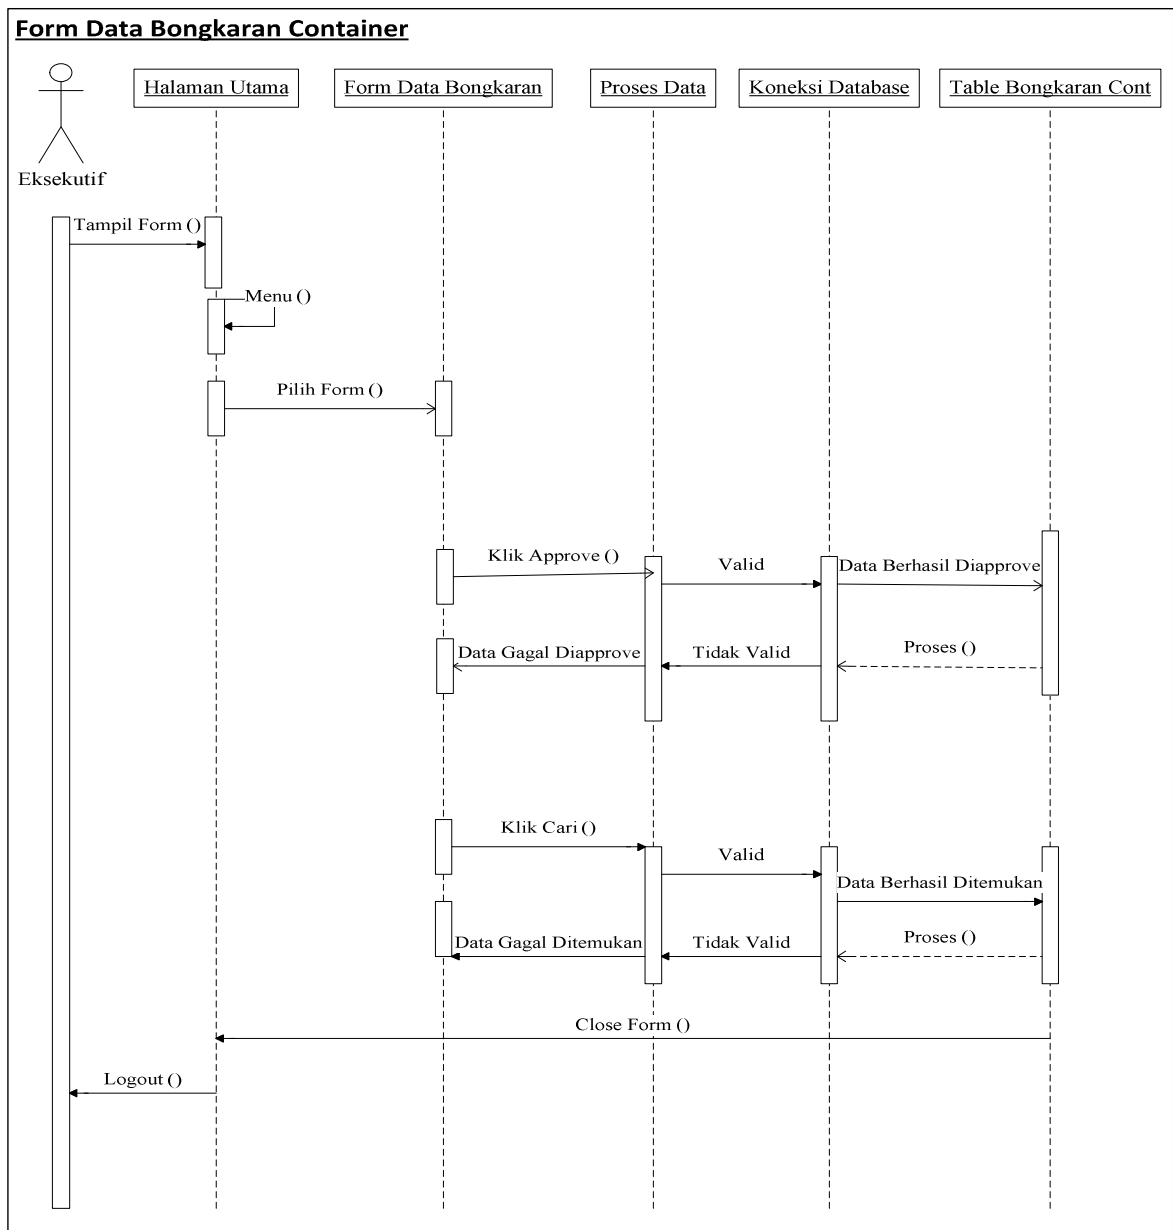 Form Data Bongkaran Container
Halaman Utama
Form Data Bongkaran
Proses Data
Koneksi Database
Table Bongkaran Cont
Eksekutif
Tampil Form ()
Menu ()
Pilih Form ()
Klik Approve ()
Valid
Data Berhasil Diapprove
Data Gagal Diapprove
Tidak Valid
Proses ()
Klik Cari ()
Valid
Data Berhasil Ditemukan
Data Gagal Ditemukan
Tidak Valid
Proses ()
Close Form ()
Logout ()